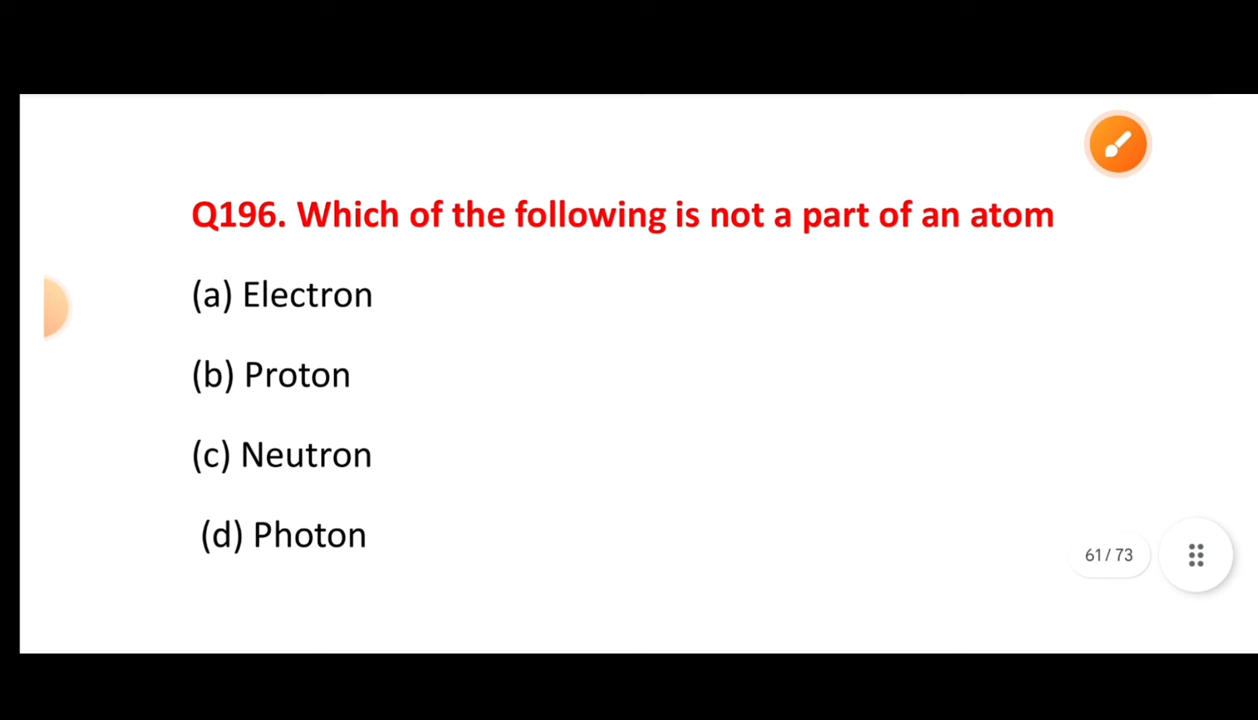 Q196. Which of the following is not a part of an atom
(a) Electron
(b) Proton
(c) Neutron
(d) Photon
61 / 73